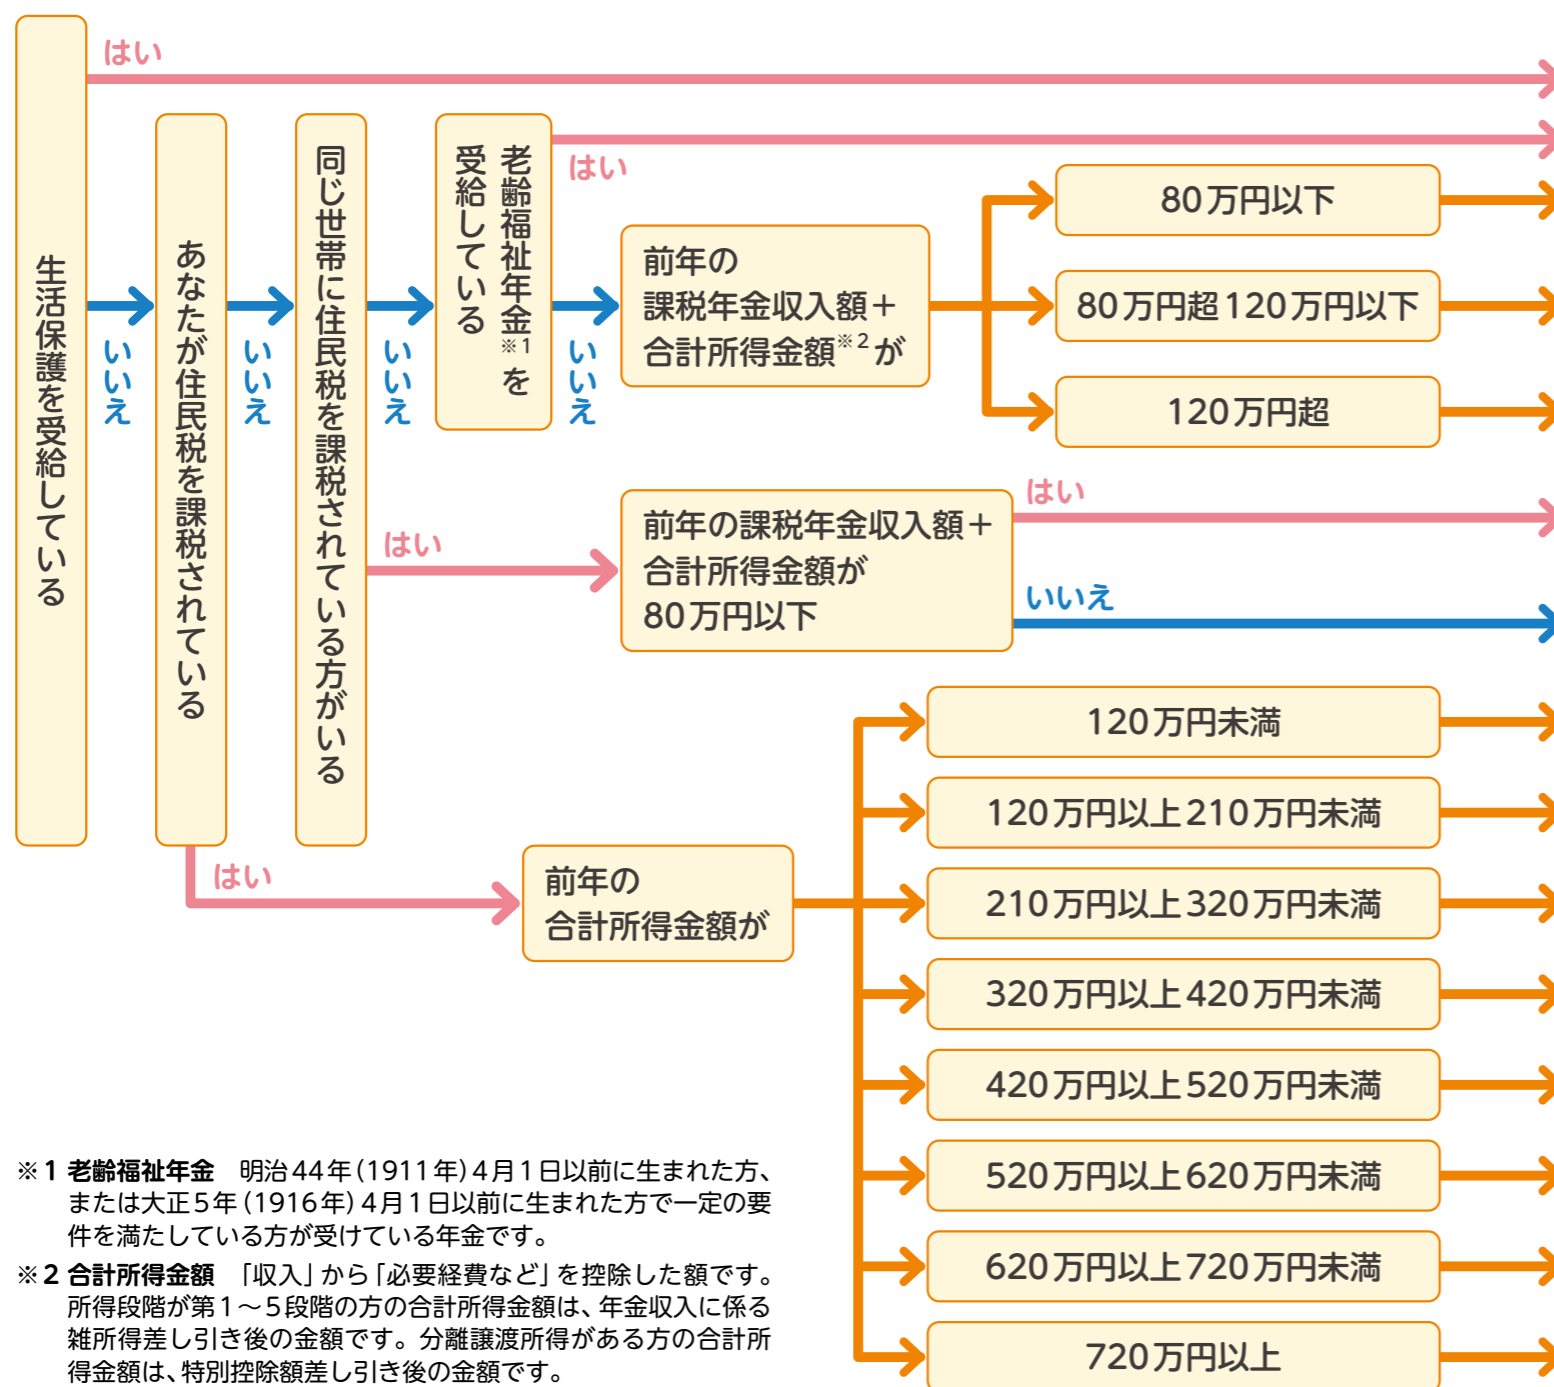 はい
生活保護を受給している
いいえ
あなたが住民税を課税されている
いいえ
同じ世帯に住民税を課税されている方がいる
いいえ
老齢福祉年金※1を
受給している
はい
いいえ
前年の
課税年金収入額＋
合計所得金額※2が
80万円以下
80万円超120万円以下
120万円超
はい
前年の課税年金収入額＋
合計所得金額が
80万円以下
はい
いいえ
はい
前年の
合計所得金額が
120万円未満
120万円以上210万円未満
210万円以上320万円未満
320万円以上420万円未満
420万円以上520万円未満
520万円以上620万円未満
620万円以上720万円未満
720万円以上
※1 老齢福祉年金　明治44年(1911年)4月1日以前に生まれた方、
または大正5年(1916年)4月1日以前に生まれた方で一定の要
件を満たしている方が受けている年金です。
※2 合計所得金額　「収入」から「必要経費など」を控除した額です。
所得段階が第1～5段階の方の合計所得金額は、年金収入に係る
雑所得差し引き後の金額です。分離譲渡所得がある方の合計所
得金額は、特別控除額差し引き後の金額です。